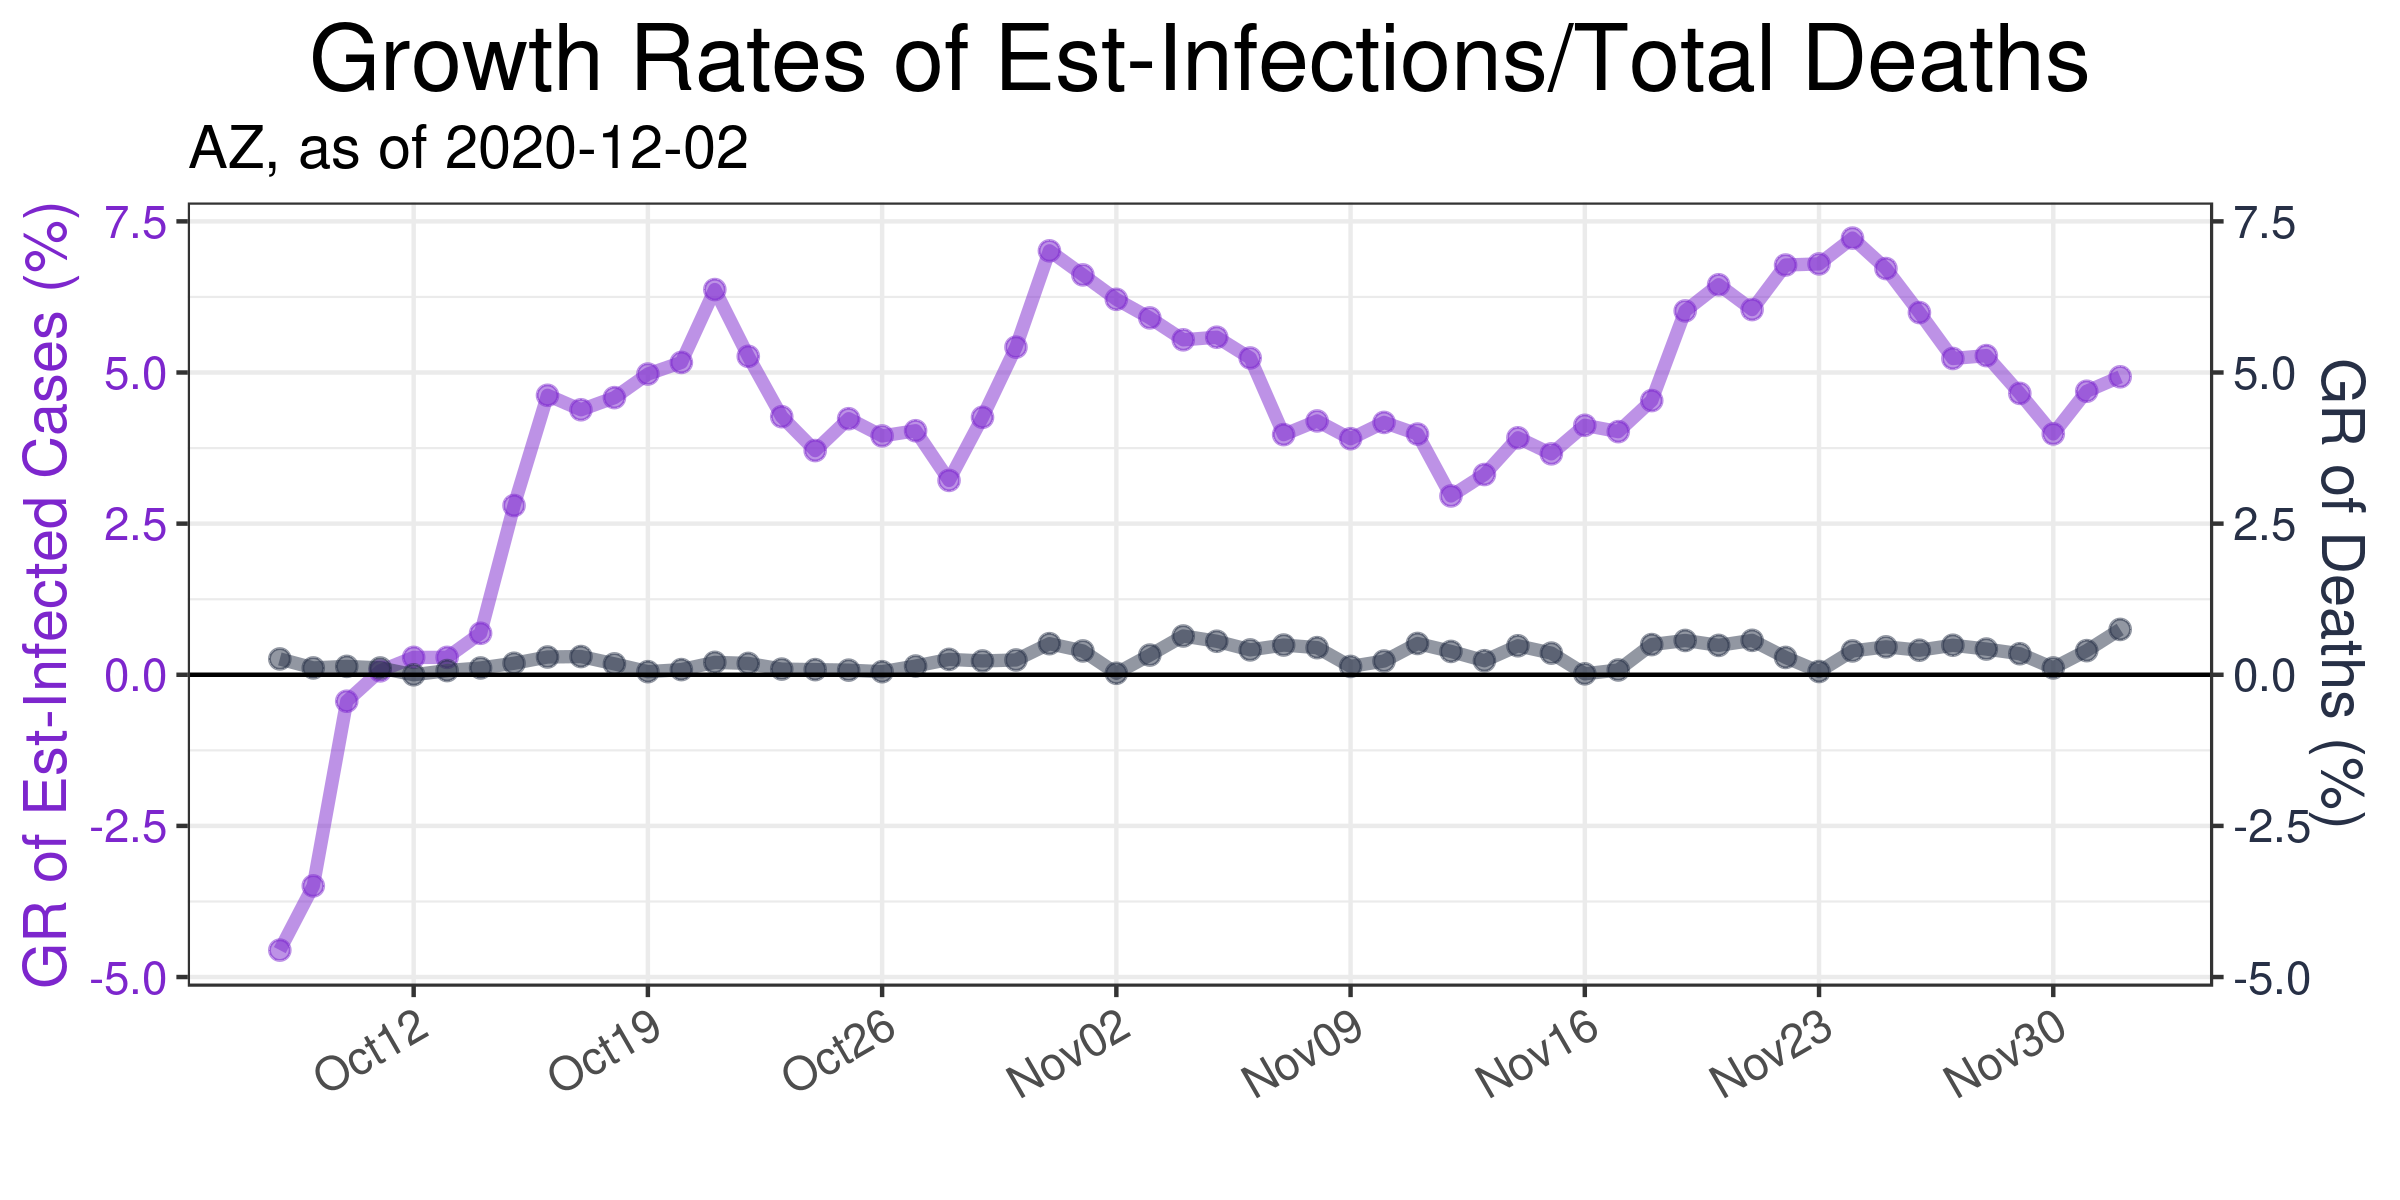 Growth Rates of Est-Infections/Total Deaths
AZ, as of 2020-12-02
GR of Est-Infected Cases (%)
7.5
5.0
2.5
0.0
-2.5
-5.0
7.5
5.0
2.5
0.0
-2.5
-5.0
GR of Deaths (%)
Oct12
Oct19
Oct26
Nov02
Nov09
Nov16
Nov23
Nov30